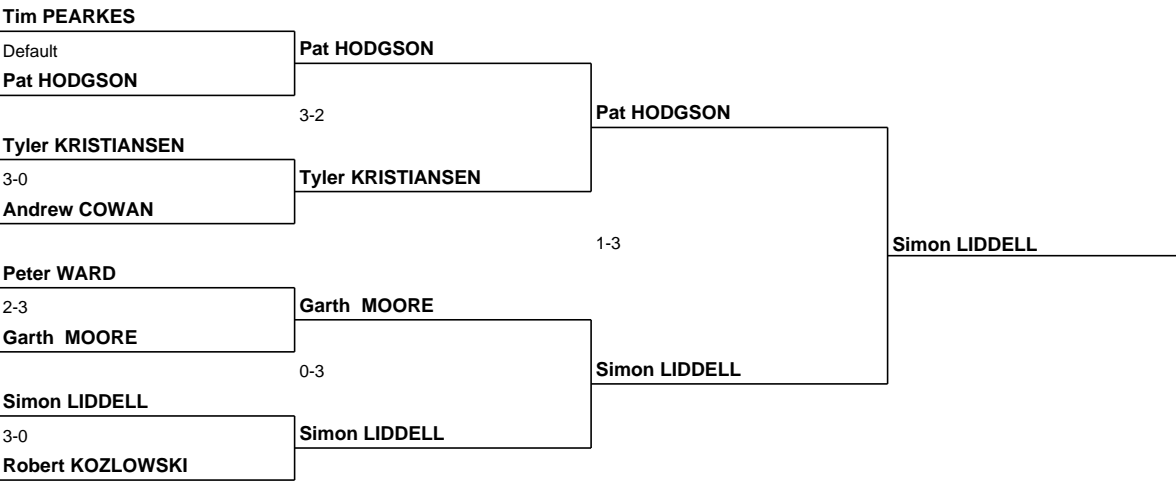 Tim PEARKES
Default
Pat HODGSON
Pat HODGSON
3-2
Pat HODGSON
Tyler KRISTIANSEN
3-0
Tyler KRISTIANSEN
Andrew COWAN
1-3
Simon LIDDELL
Peter WARD
2-3
Garth  MOORE
Garth  MOORE
0-3
Simon LIDDELL
Simon LIDDELL
3-0
Simon LIDDELL
Robert KOZLOWSKI